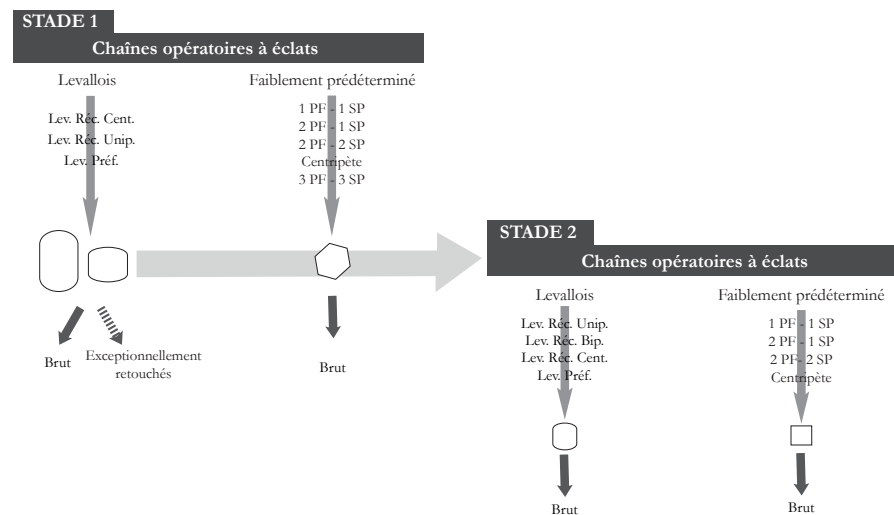 STADE 1
Chaînes opératoires à éclats
Levallois
Lev. Réc. Cent.
Lev. Réc. Unip.
Lev. Préf.
Faiblement prédéterminé
1 PF - 1 SP
2 PF - 1 SP
2 PF - 2 SP
Centripète
3 PF - 3 SP
Brut
Exceptionnellement
retouchés
Brut
STADE 2
Chaînes opératoires à éclats
Levallois
Lev. Réc. Unip.
Lev. Réc. Bip.
Lev. Réc. Cent.
Lev. Préf.
Faiblement prédéterminé
1 PF - 1 SP
2 PF - 1 SP
2 PF- 2 SP
Centripète
Brut
Brut